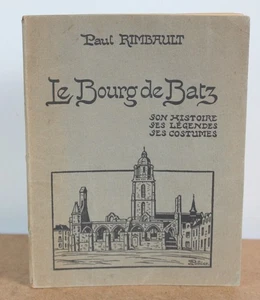 Paul RIMBAULT
Le Bourg de Batz
SON HISTOIRE
SES LÉGENDES
SES COSTUMES